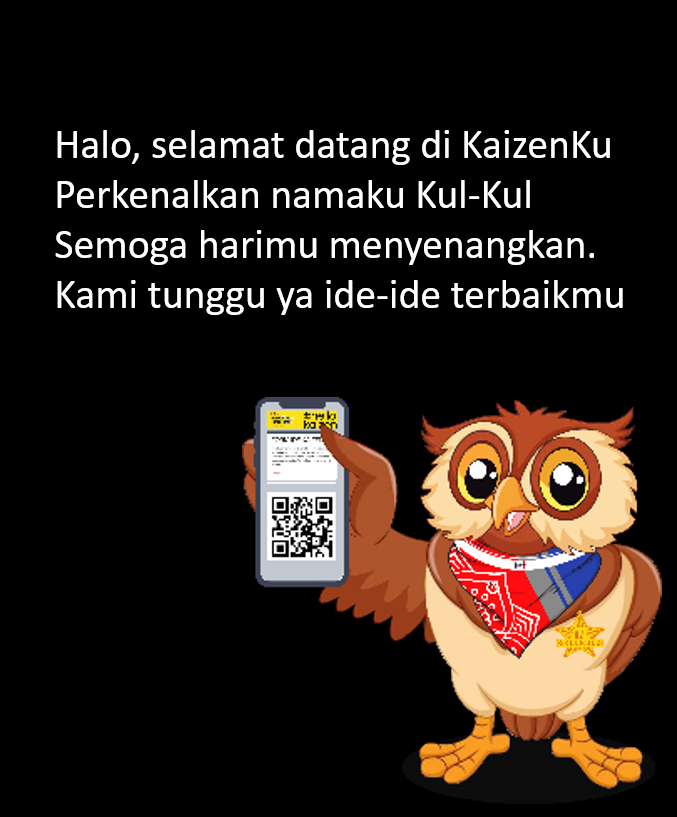 Halo, selamat datang di KaizenKu
Perkenalkan namaku Kul-Kul
Semoga harimu menyenangkan.
Kami tunggu ya ide-ide terbaikmu